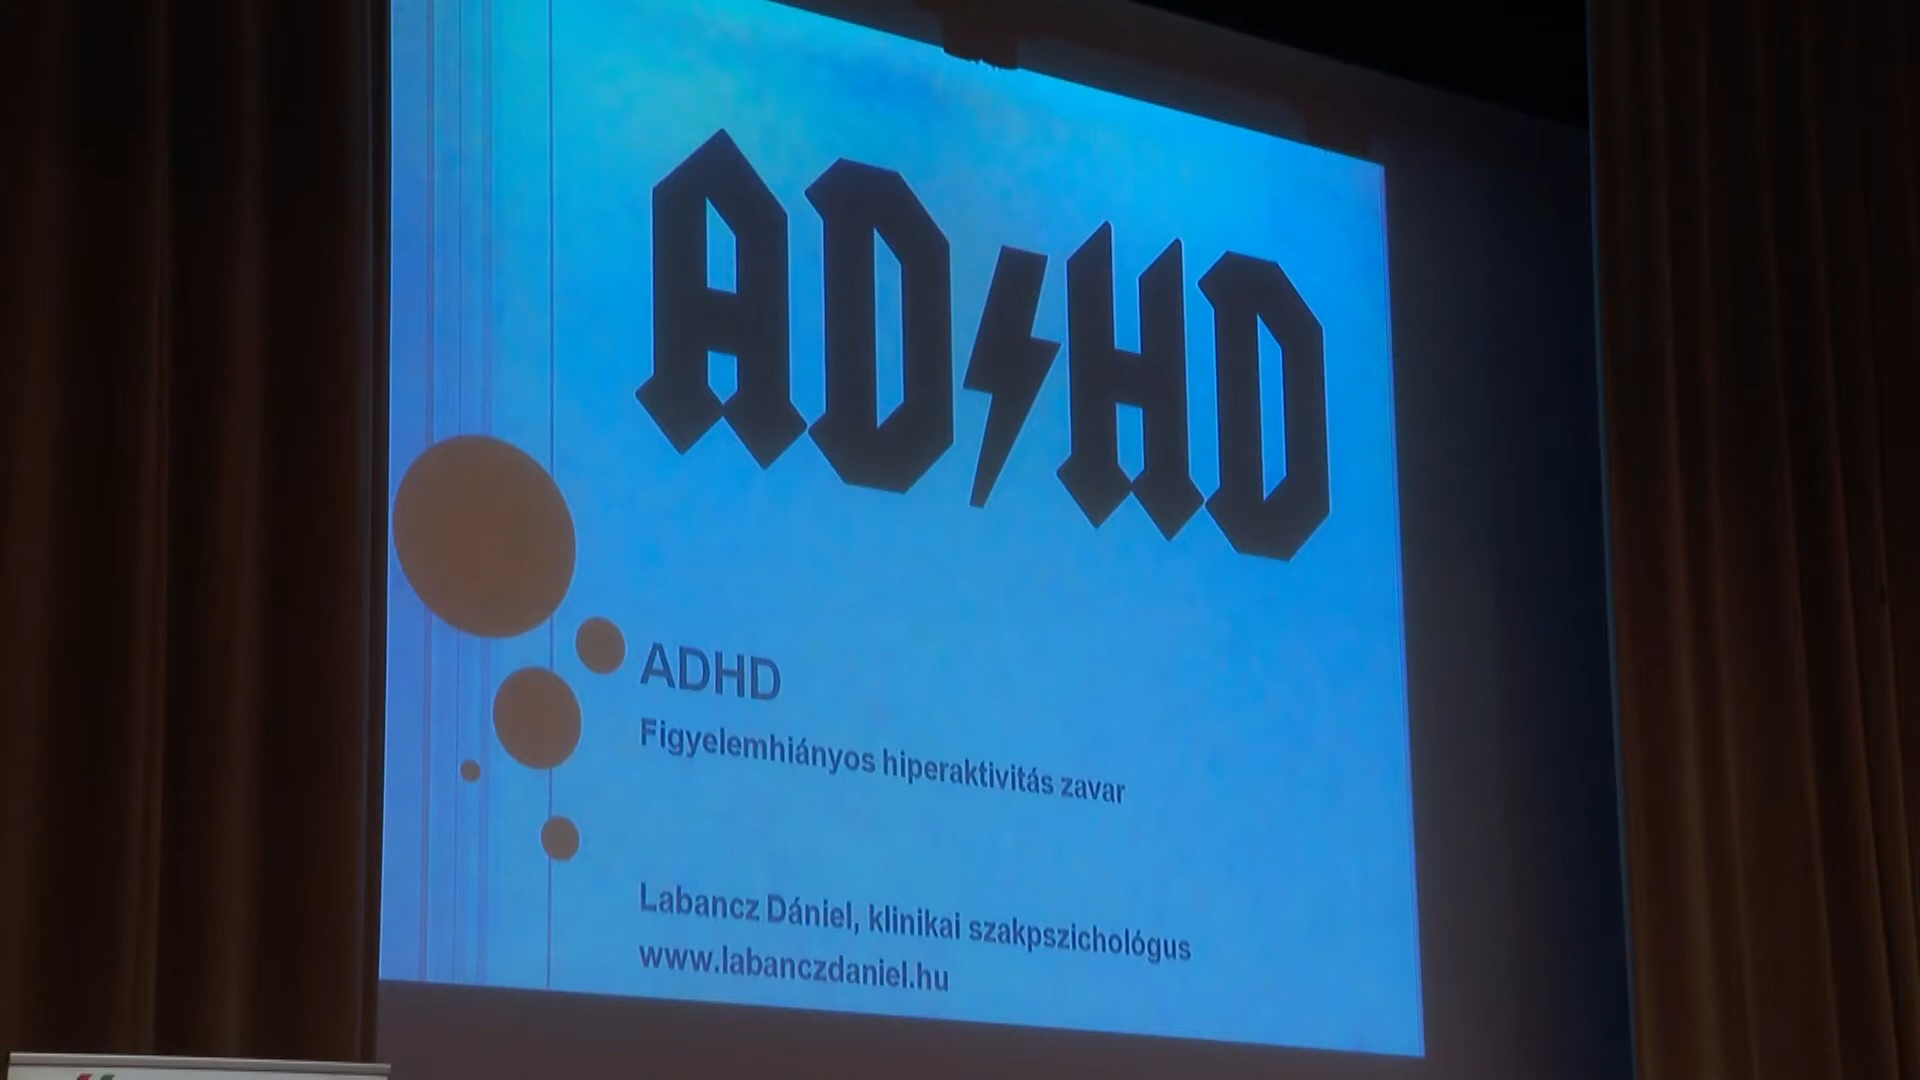 AD⚡HD
ADHD
Figyelemhiányos hiperaktivitás zavar
Labancz Dániel, klinikai szakpszichológus
www.labanczdaniel.hu